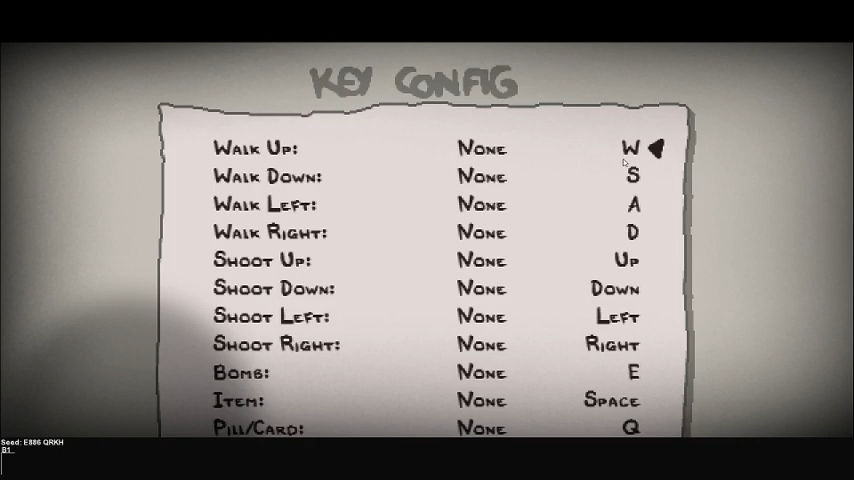 KEY CONFIG
WALK UP: NONE W
WALK DOWN: NONE S
WALK LEFT: NONE A
WALK RIGHT: NONE D
SHOOT UP: NONE UP
SHOOT DOWN: NONE DOWN
SHOOT LEFT: NONE LEFT
SHOOT RIGHT: NONE RIGHT
BOMB: NONE E
ITEM: NONE SPACE
PILL/CARD: NONE Q
Seed: E886 QRKH
B1